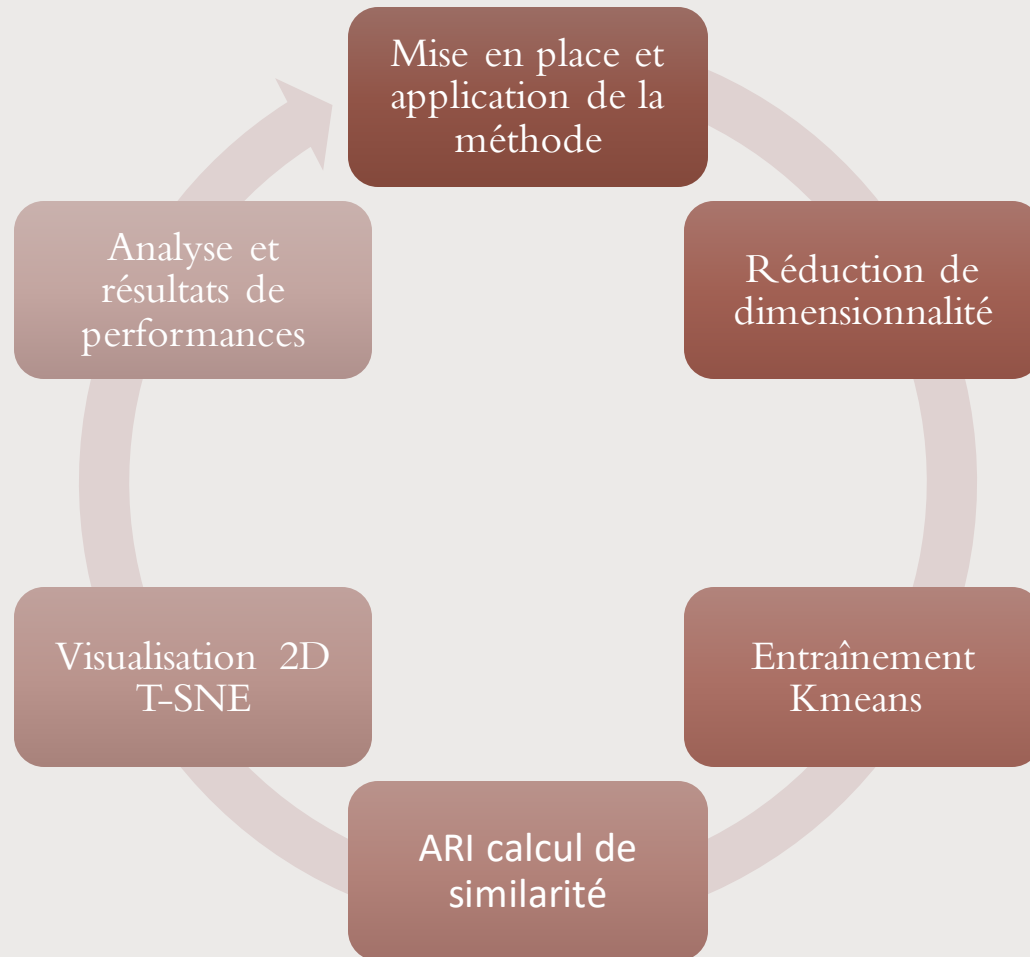 Mise en place et
application de la
méthode
Réduction de
dimensionnalité
Entraînement
Kmeans
ARI calcul de
similarité
Visualisation 2D
T-SNE
Analyse et
résultats de
performances